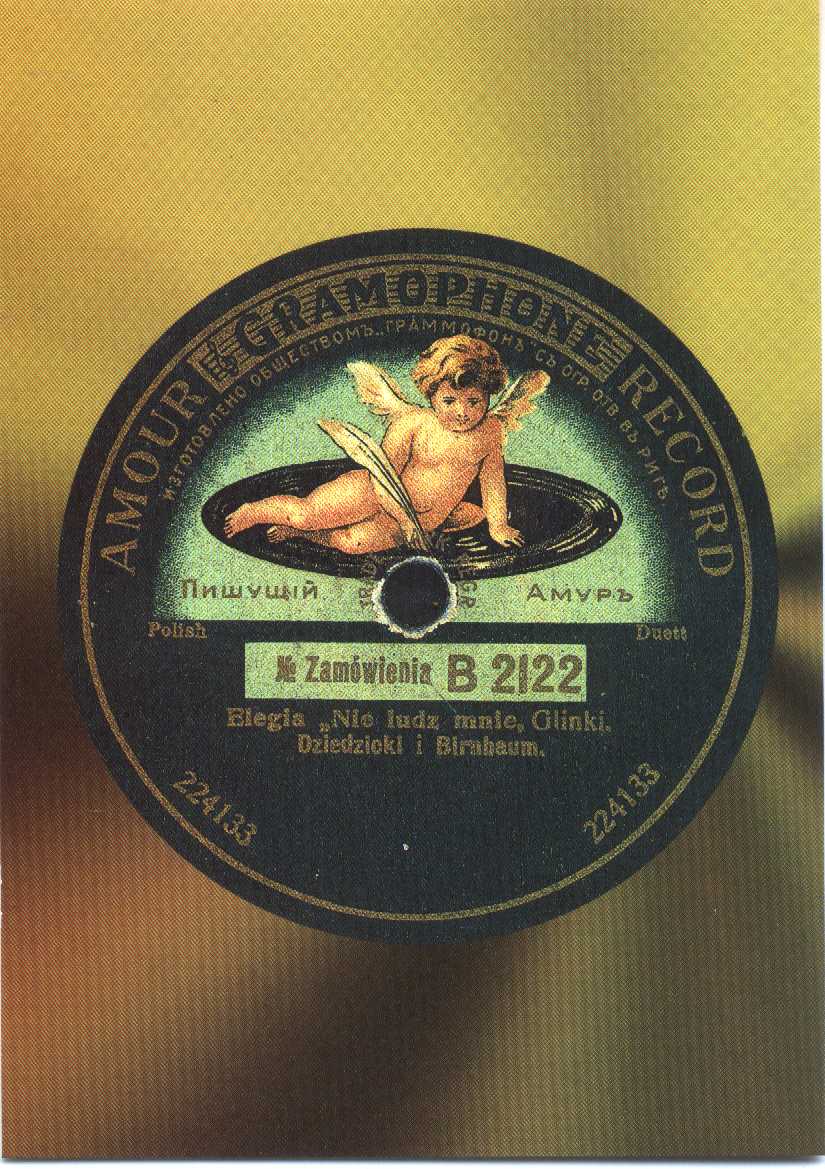 AMOUR GRAMOPHONE RECORD
ИЗГОТОВЛЕНО ОБЩЕСТВОМЪ „ГРАММОФОНЪ“ СЪ ОГР. ОТВ. ВЪ РИГѢ.
Пишущій Амуръ
Polish Duett
№ Zamówienia B 2122
Elegia „Nie ludz mnie, Glinki.
Dziedzicki i Birnbaum.
224133 224133